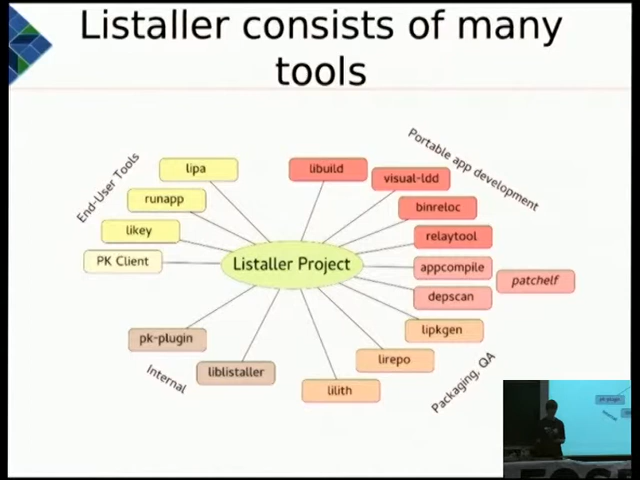 Listaller consists of many
tools
End-User Tools
lipa
runapp
likey
PK Client
libuild
Portable app development
visual-ldd
binreloc
relaytool
Listaller Project
appcompile
patchelf
depscan
lipkgen
lirepo
lilith
Packaging, QA
pk-plugin
liblistaller
Internal